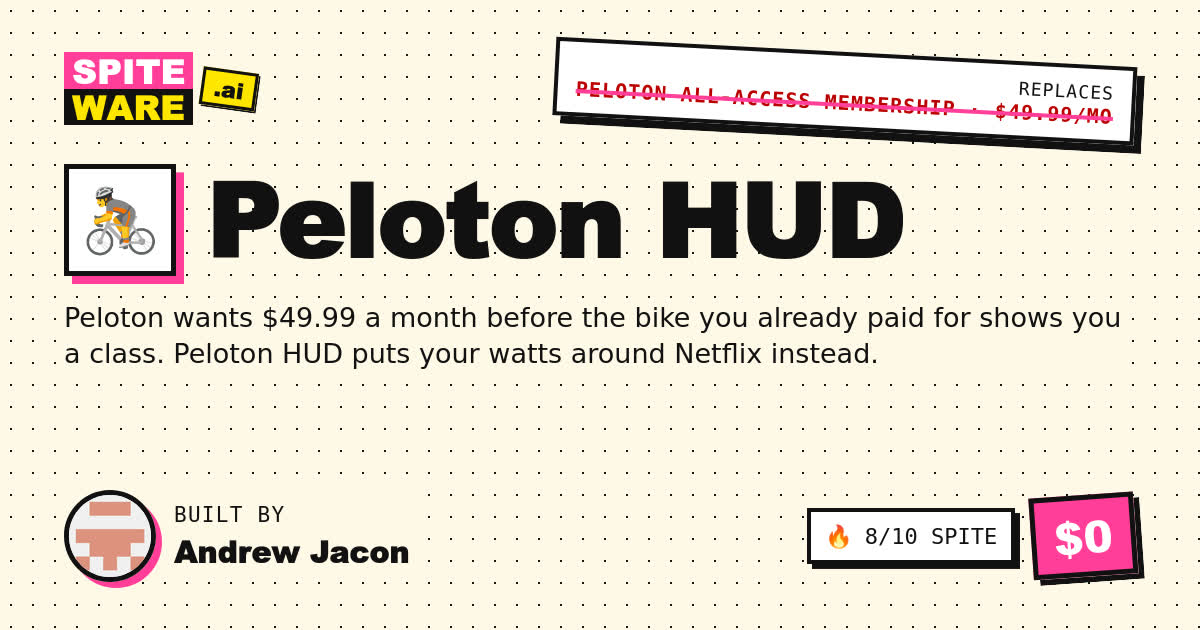 SPITE
WARE
.ai
REPLACES
PELOTON ALL-ACCESS MEMBERSHIP · $49.99/MO
Peloton HUD
Peloton wants $49.99 a month before the bike you already paid for shows you
a class. Peloton HUD puts your watts around Netflix instead.
BUILT BY
Andrew Jacon
🔥 8/10 SPITE
$0